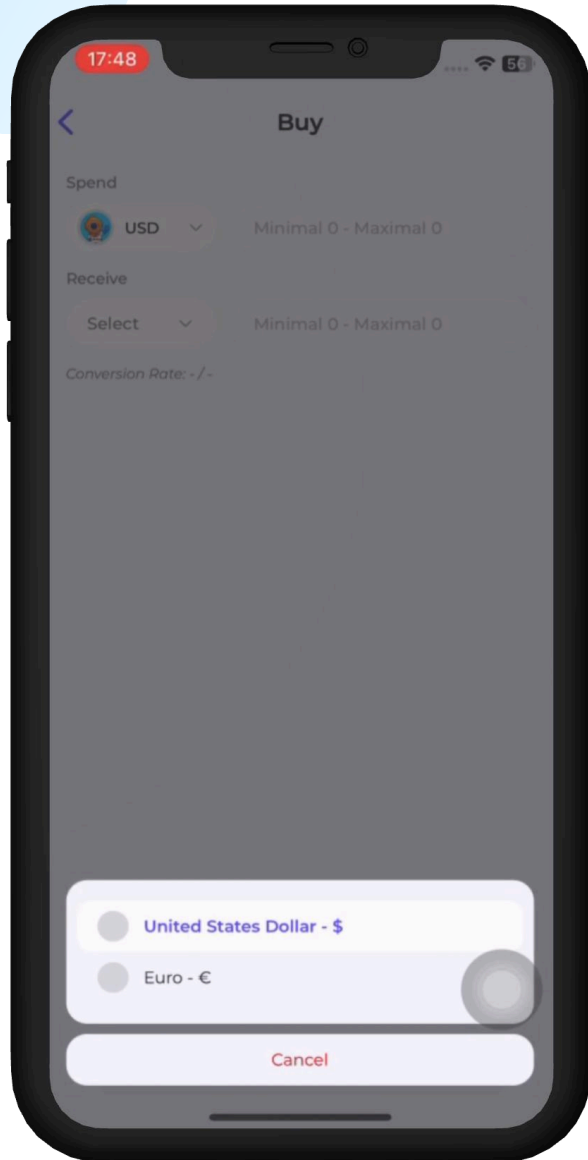 17:48
56
Buy
Spend
USD
Minimal 0 - Maximal 0
Receive
Select
Minimal 0 - Maximal 0
Conversion Rate: - / -
United States Dollar - $
Euro - €
Cancel